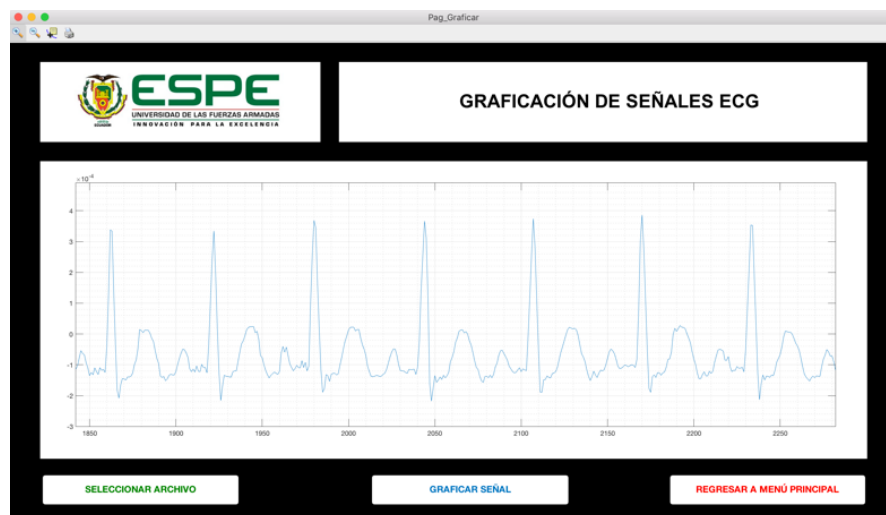 Pag_Graficar
ESPE
UNIVERSIDAD DE LAS FUERZAS ARMADAS
INNOVACIÓN PARA LA EXCELENCIA
ECUADOR
GRAFICACIÓN DE SEÑALES ECG
×10⁻⁴
4
3
2
1
0
-1
-2
-3
1850 1900 1950 2000 2050 2100 2150 2200 2250
SELECCIONAR ARCHIVO
GRAFICAR SEÑAL
REGRESAR A MENÚ PRINCIPAL